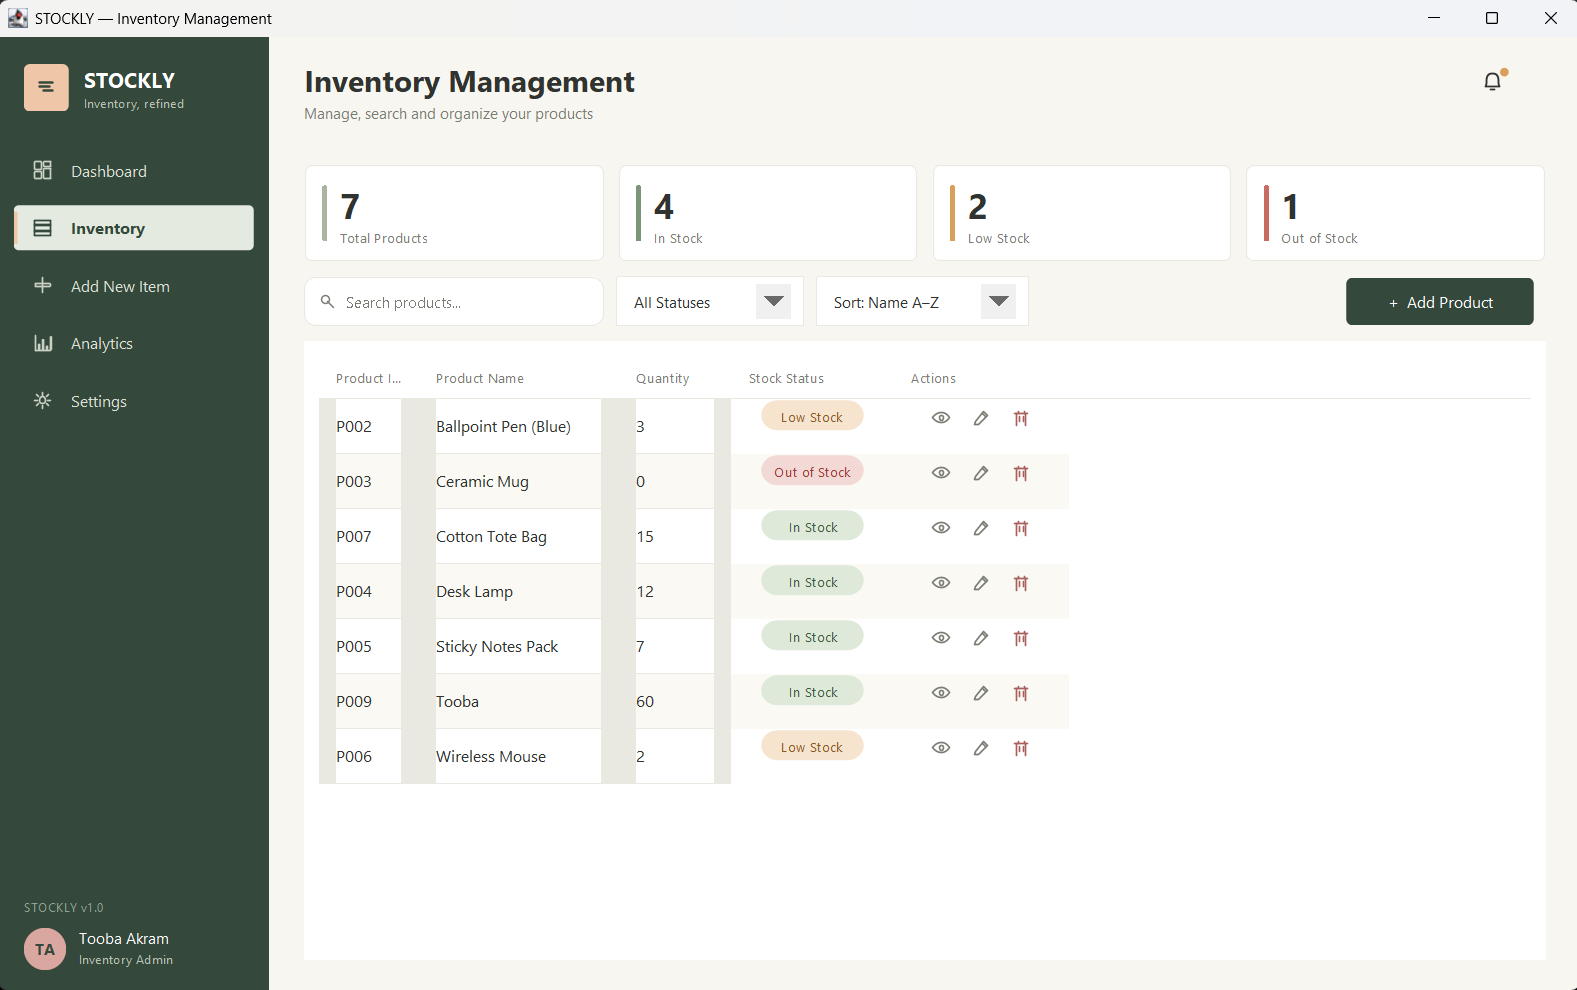 STOCKLY — Inventory Management
STOCKLY
Inventory, refined
Dashboard
Inventory
Add New Item
Analytics
Settings
STOCKLY v1.0
TA
Tooba Akram
Inventory Admin
Inventory Management
Manage, search and organize your products
7
Total Products
4
In Stock
2
Low Stock
1
Out of Stock
Search products...
All Statuses
Sort: Name A–Z
+ Add Product
Product I... Product Name Quantity Stock Status Actions
P002 Ballpoint Pen (Blue) 3 Low Stock
P003 Ceramic Mug 0 Out of Stock
P007 Cotton Tote Bag 15 In Stock
P004 Desk Lamp 12 In Stock
P005 Sticky Notes Pack 7 In Stock
P009 Tooba 60 In Stock
P006 Wireless Mouse 2 Low Stock